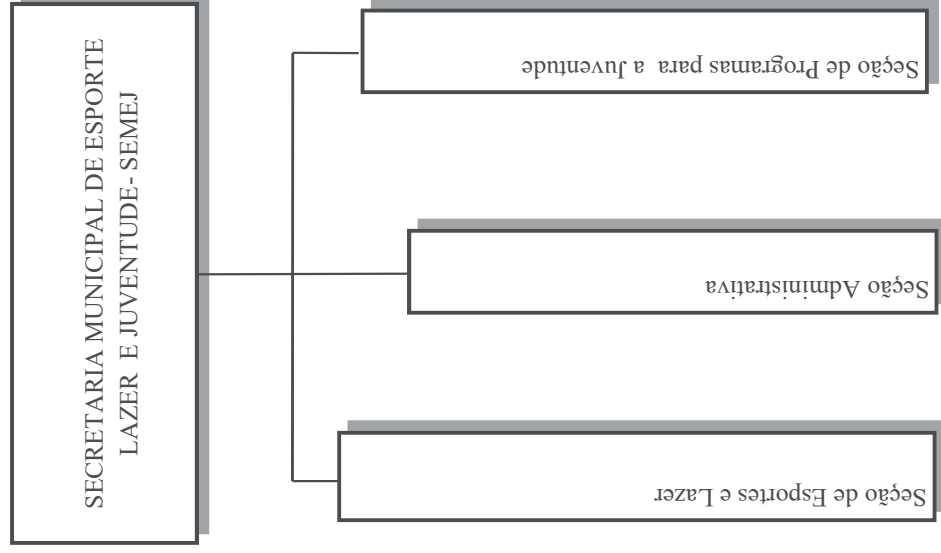 SECRETARIA MUNICIPAL DE ESPORTE
LAZER E JUVENTUDE- SEMEJ
Seção de Programas para a Juventude
Seção Administrativa
Seção de Esportes e Lazer